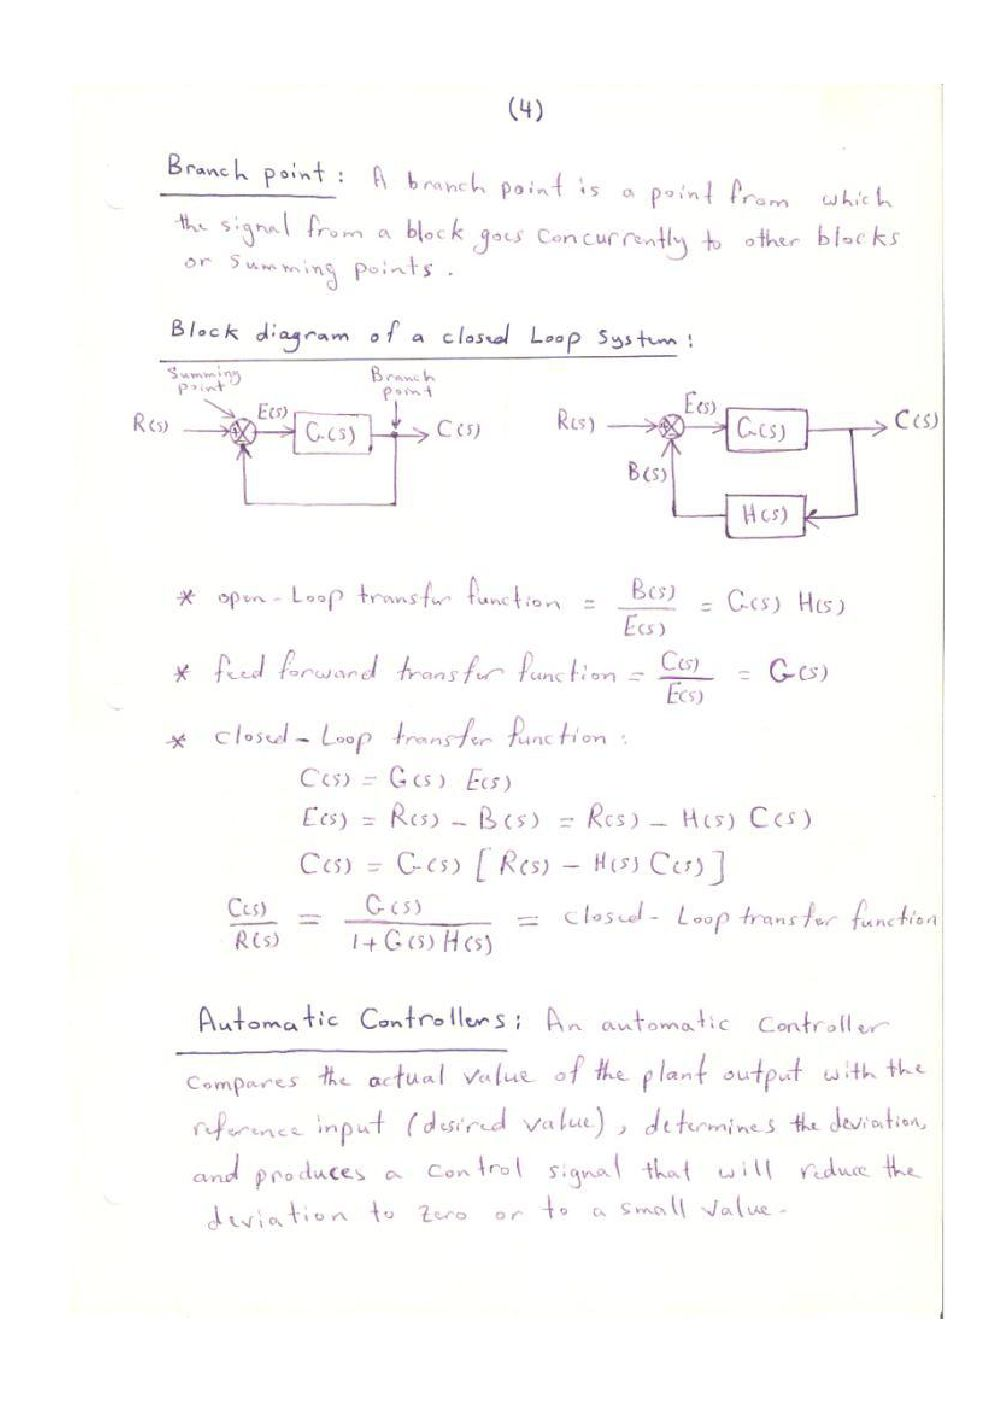 (4)
Branch point : A branch point is a point from which
the signal from a block goes concurrently to other blocks
or summing points .
Block diagram of a closed Loop System :
Summing
point
Branch
point
R(s) E(s) G(s) C(s)
R(s) E(s) G(s) C(s)
B(s)
H(s)
* open-Loop transfer function = B(s)/E(s) = G(s) H(s)
* feed forward transfer function = C(s)/E(s) = G(s)
* closed-Loop transfer function :
C(s) = G(s) E(s)
E(s) = R(s) - B(s) = R(s) - H(s) C(s)
C(s) = G(s) [ R(s) - H(s) C(s) ]
C(s)/R(s) = G(s)/1+G(s)H(s) = closed-Loop transfer function
Automatic Controllers : An automatic controller
compares the actual value of the plant output with the
reference input (desired value), determines the deviation,
and produces a control signal that will reduce the
deviation to zero or to a small value.